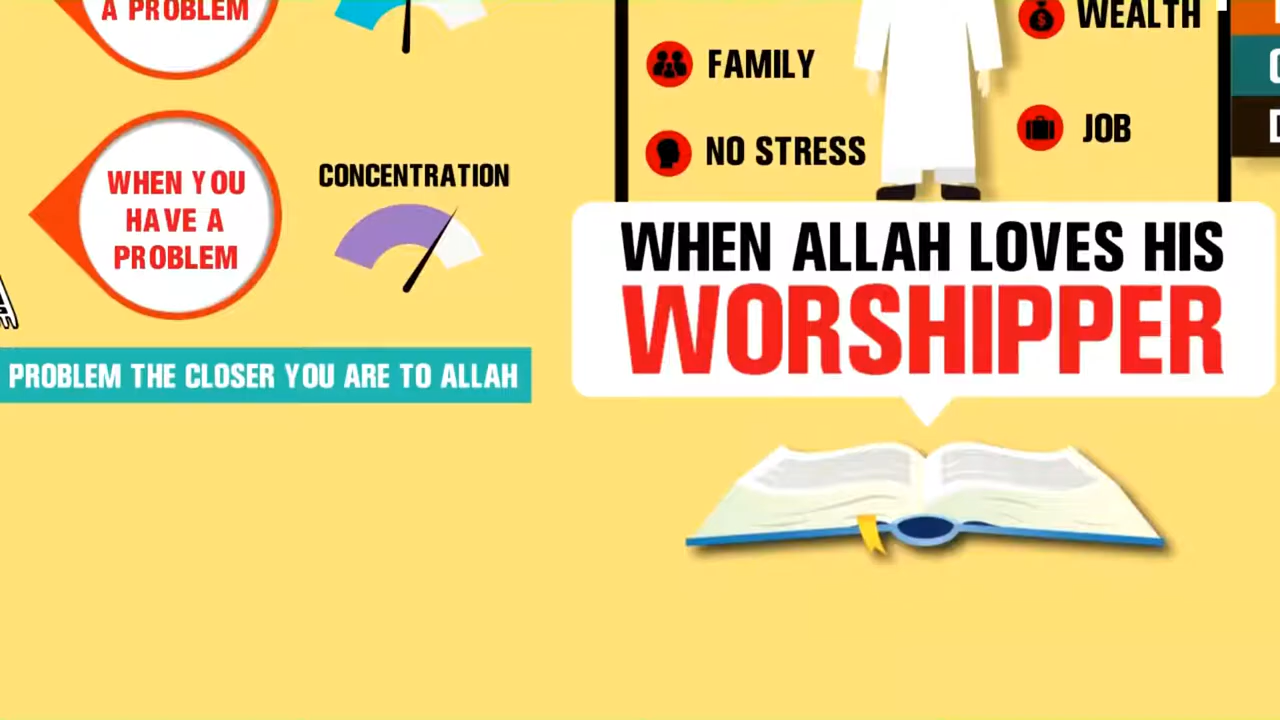 A PROBLEM
WHEN YOU
HAVE A
PROBLEM
CONCENTRATION
PROBLEM THE CLOSER YOU ARE TO ALLAH
FAMILY
NO STRESS
WEALTH
JOB
WHEN ALLAH LOVES HIS
WORSHIPPER